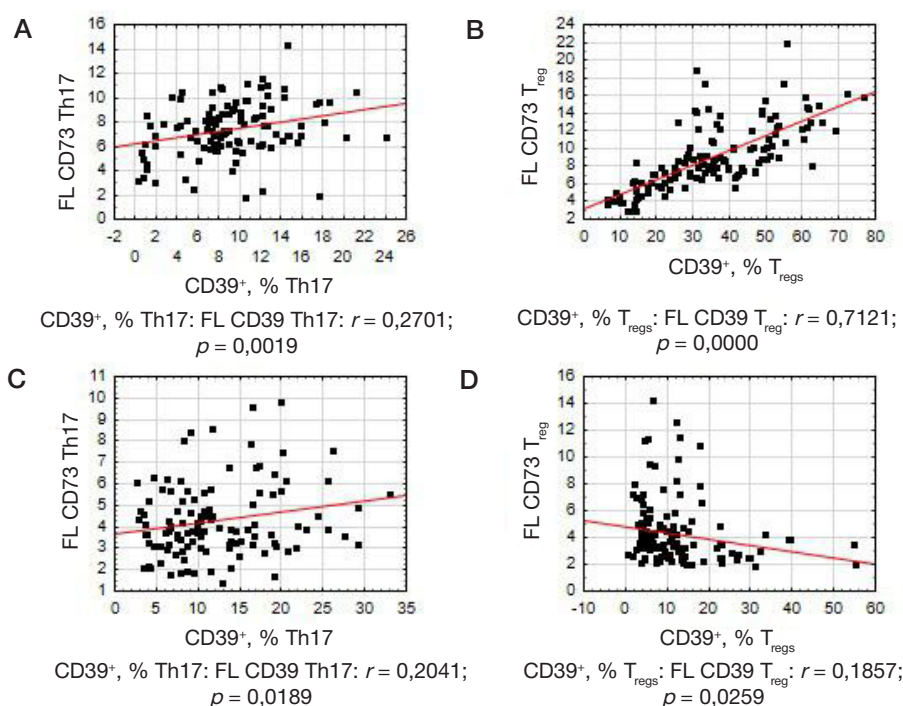 A
FL CD73 Th17
16
14
12
10
8
6
4
2
0
-2 2 6 10 14 18 22 26
0 4 8 12 16 20 24
CD39⁺, % Th17
CD39⁺, % Th17: FL CD39 Th17: r = 0,2701;
p = 0,0019
B
FL CD73 Treg
24
22
20
18
16
14
12
10
8
6
4
2
0 10 20 30 40 50 60 70 80
CD39⁺, % Tregs
CD39⁺, % Tregs: FL CD39 Treg: r = 0,7121;
p = 0,0000
C
FL CD73 Th17
11
10
9
8
7
6
5
4
3
2
1
0 5 10 15 20 25 30 35
CD39⁺, % Th17
CD39⁺, % Th17: FL CD39 Th17: r = 0,2041;
p = 0,0189
D
FL CD73 Treg
16
14
12
10
8
6
4
2
0
-10 0 10 20 30 40 50 60
CD39⁺, % Tregs
CD39⁺, % Tregs: FL CD39 Treg: r = 0,1857;
p = 0,0259